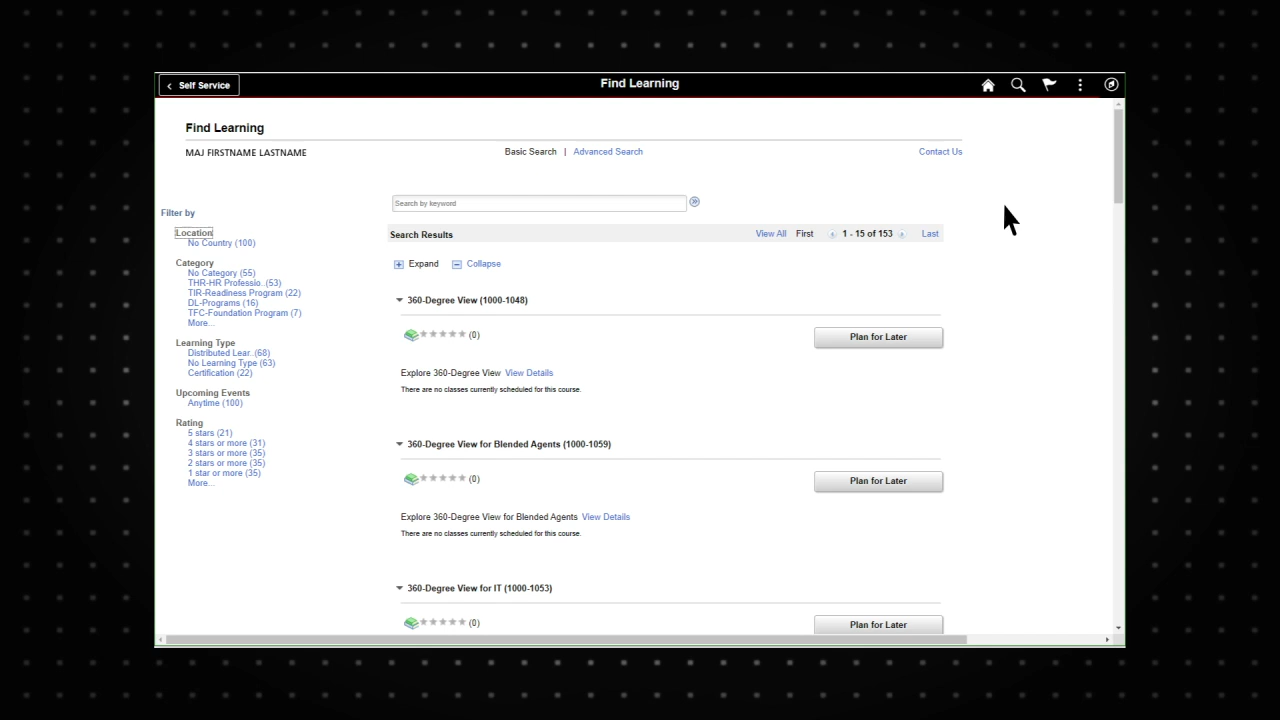 Self Service
Find Learning
Find Learning
MAJ FIRSTNAME LASTNAME
Basic Search | Advanced Search
Contact Us
Search by keyword
Filter by
Location
No Country (100)
Category
No Category (55)
THR-HR Professio..(53)
TIR-Readiness Program (22)
DL-Programs (16)
TFC-Foundation Program (7)
More...
Learning Type
Distributed Lear..(68)
No Learning Type (63)
Certification (22)
Upcoming Events
Anytime (100)
Rating
5 stars (21)
4 stars or more (31)
3 stars or more (35)
2 stars or more (35)
1 star or more (35)
More...
Search Results
View All First 1 - 15 of 153 Last
Expand Collapse
360-Degree View (1000-1048)
(0)
Plan for Later
Explore 360-Degree View View Details
There are no classes currently scheduled for this course.
360-Degree View for Blended Agents (1000-1059)
(0)
Plan for Later
Explore 360-Degree View for Blended Agents View Details
There are no classes currently scheduled for this course.
360-Degree View for IT (1000-1053)
(0)
Plan for Later